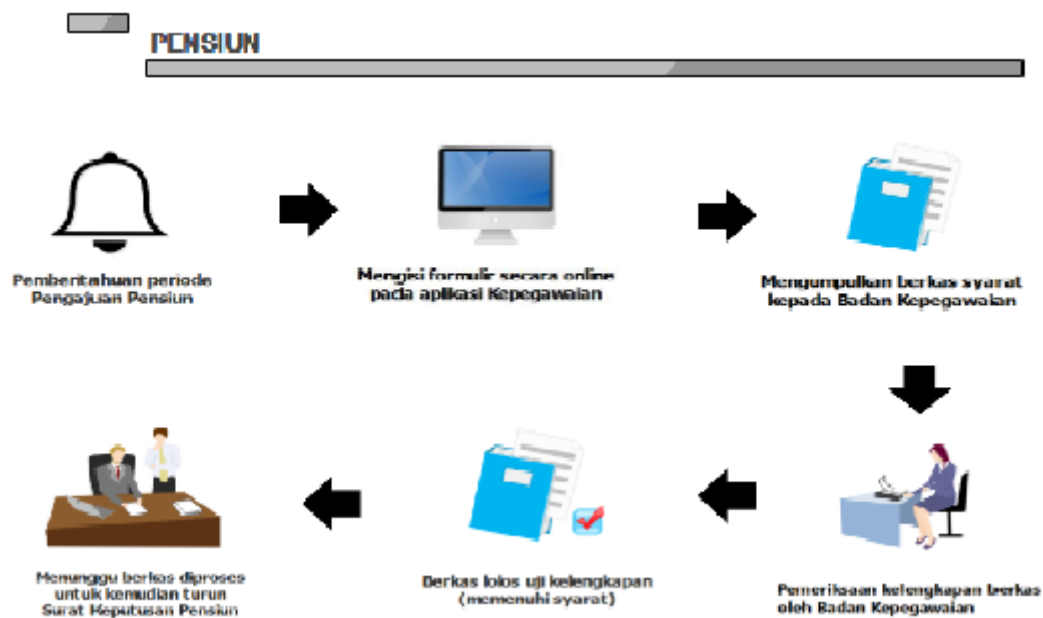 PENSIUN
Pemberitahuan periode
Pengajuan Pensiun
Mengisi formulir secara online
pada aplikasi Kepegawaian
Mengumpulkan berkas syarat
kepada Badan Kepegawaian
Menunggu berkas diproses
untuk kemudian turun
Surat Keputusan Pensiun
Berkas lolos uji kelengkapan
(memenuhi syarat)
Pemeriksaan kelengkapan berkas
oleh Badan Kepegawaian